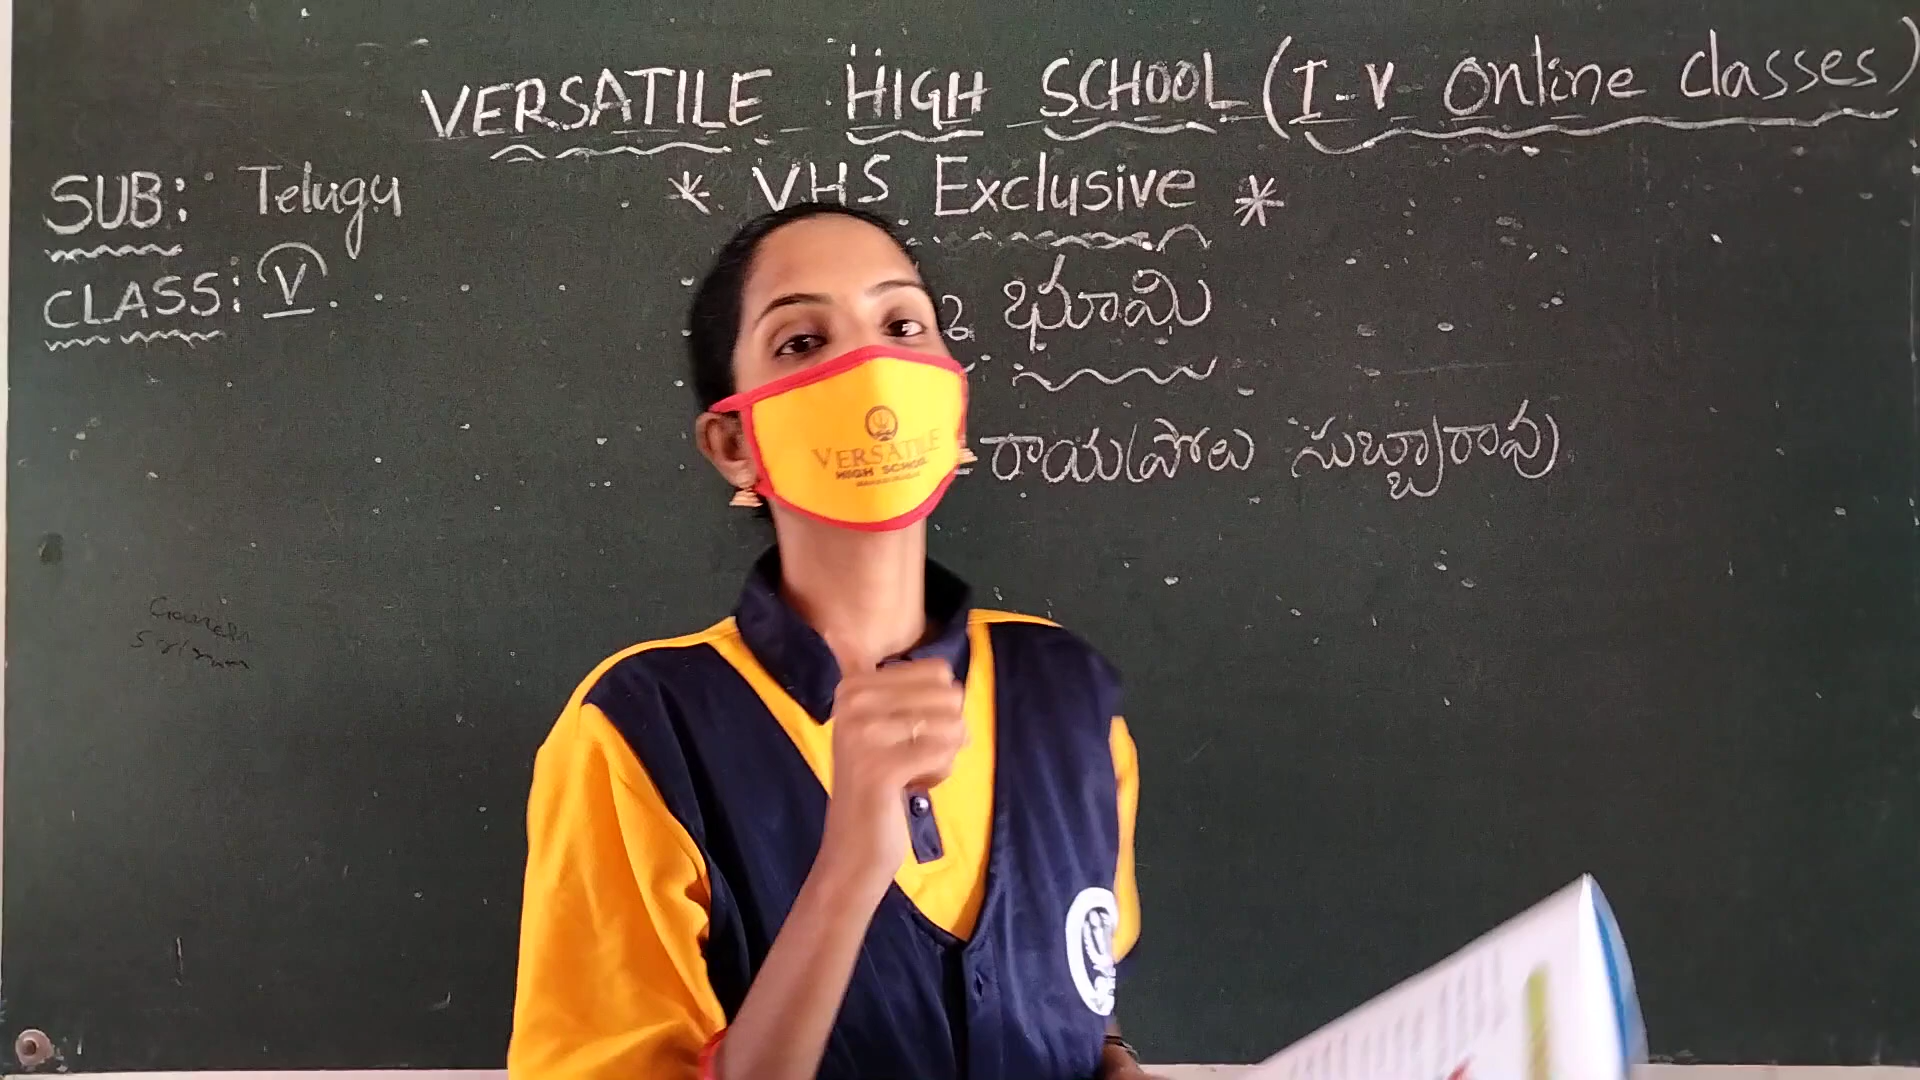 VERSATILE HIGH SCHOOL (I-V Online classes)
SUB: Telugu
* VHS Exclusive *
CLASS: V.
భూమి
- రాయప్రోలు సుబ్బారావు
VERSATILE
HIGH SCHOOL